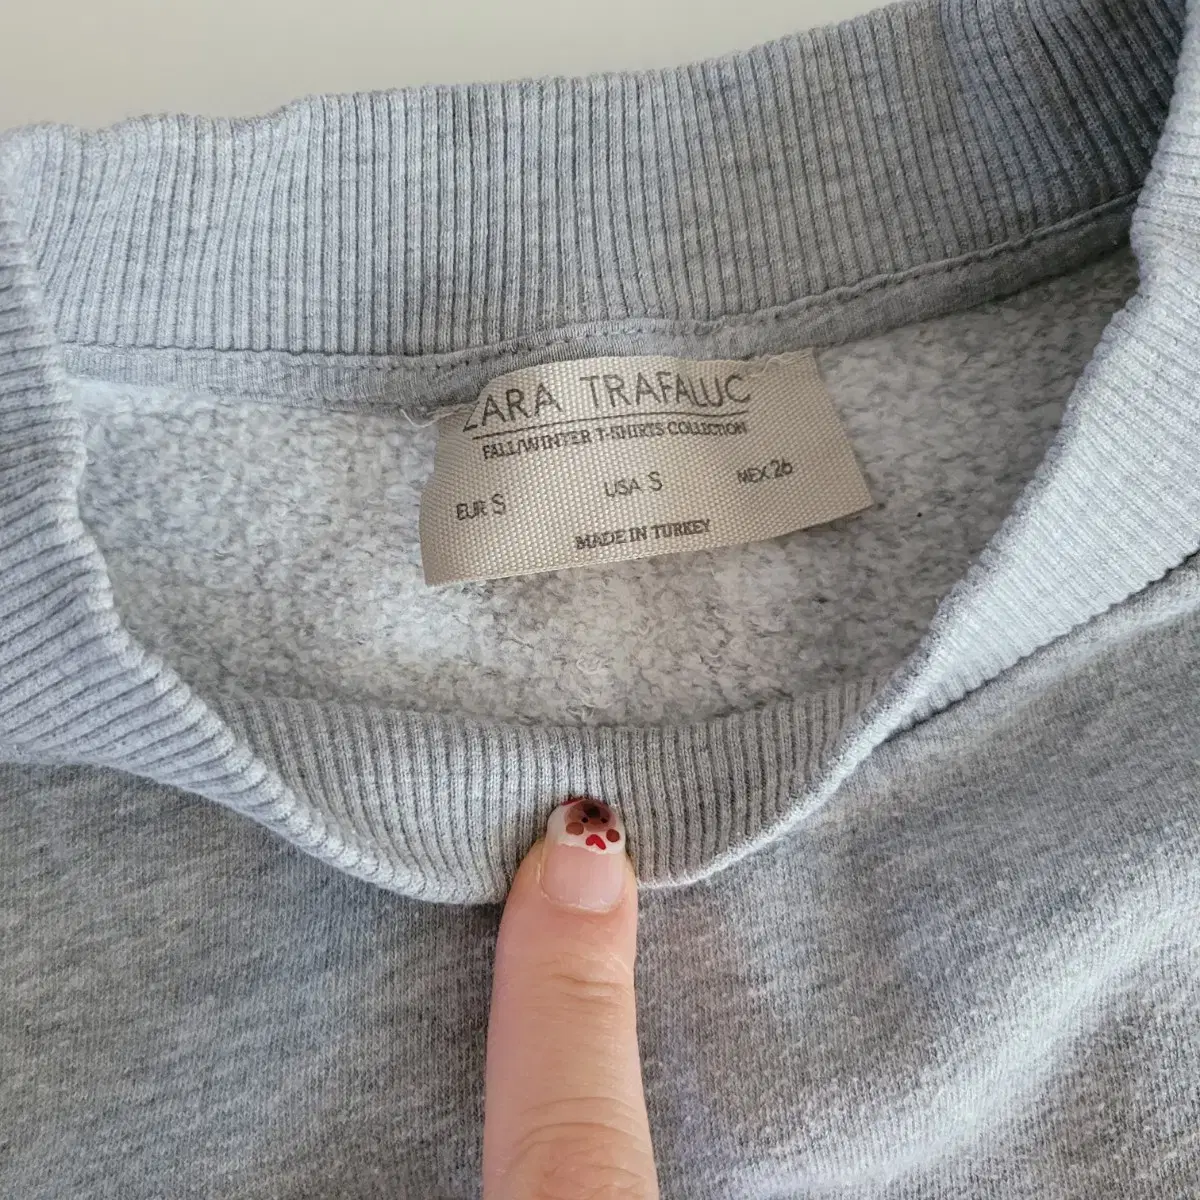 ZARA TRAFALUC
FALL/WINTER T-SHIRTS COLLECTION
EUR S USA S MEX 26
MADE IN TURKEY